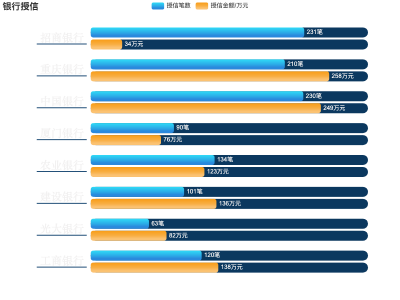 银行授信
授信笔数 授信金额/万元
招商银行
231笔
34万元
重庆银行
210笔
258万元
中国银行
230笔
249万元
厦门银行
90笔
76万元
农业银行
134笔
123万元
建设银行
101笔
136万元
光大银行
63笔
82万元
工商银行
120笔
138万元